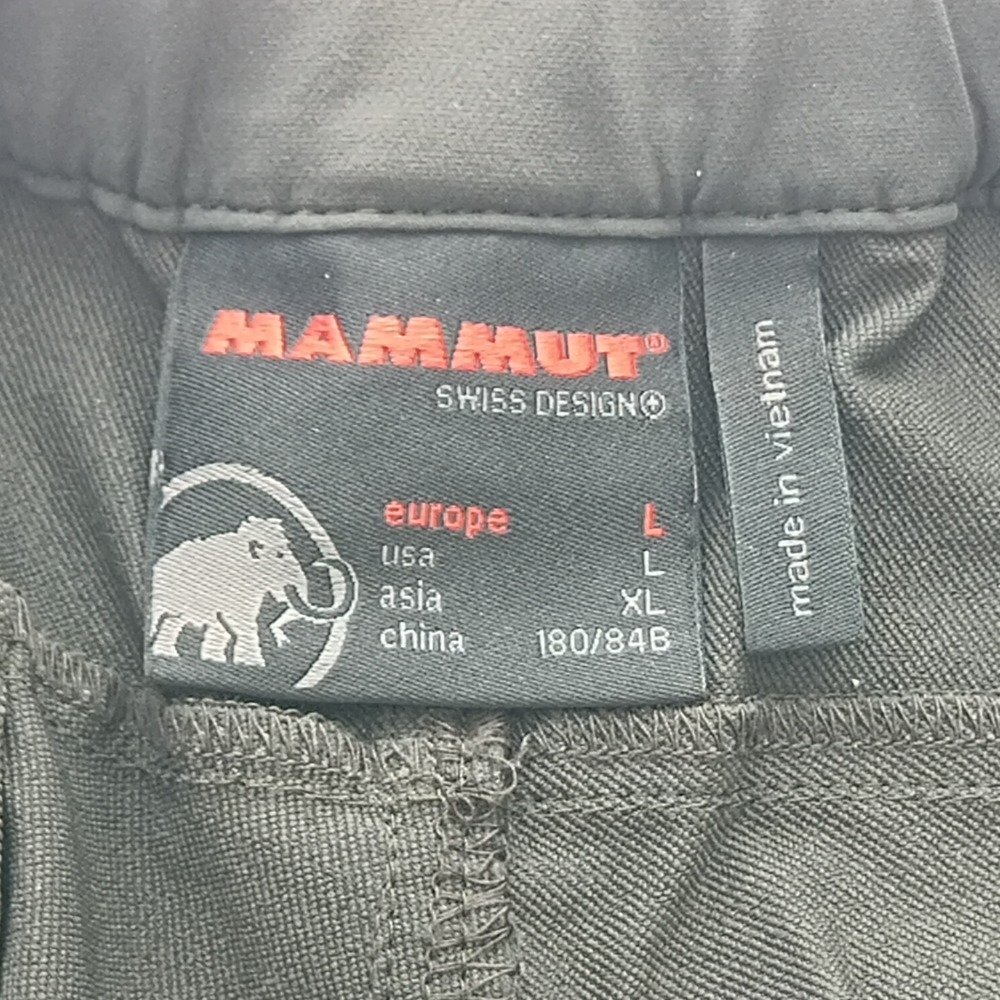 MAMMUT®
SWISS DESIGN
europe L
usa L
asia XL
china 180/84B
made in vietnam